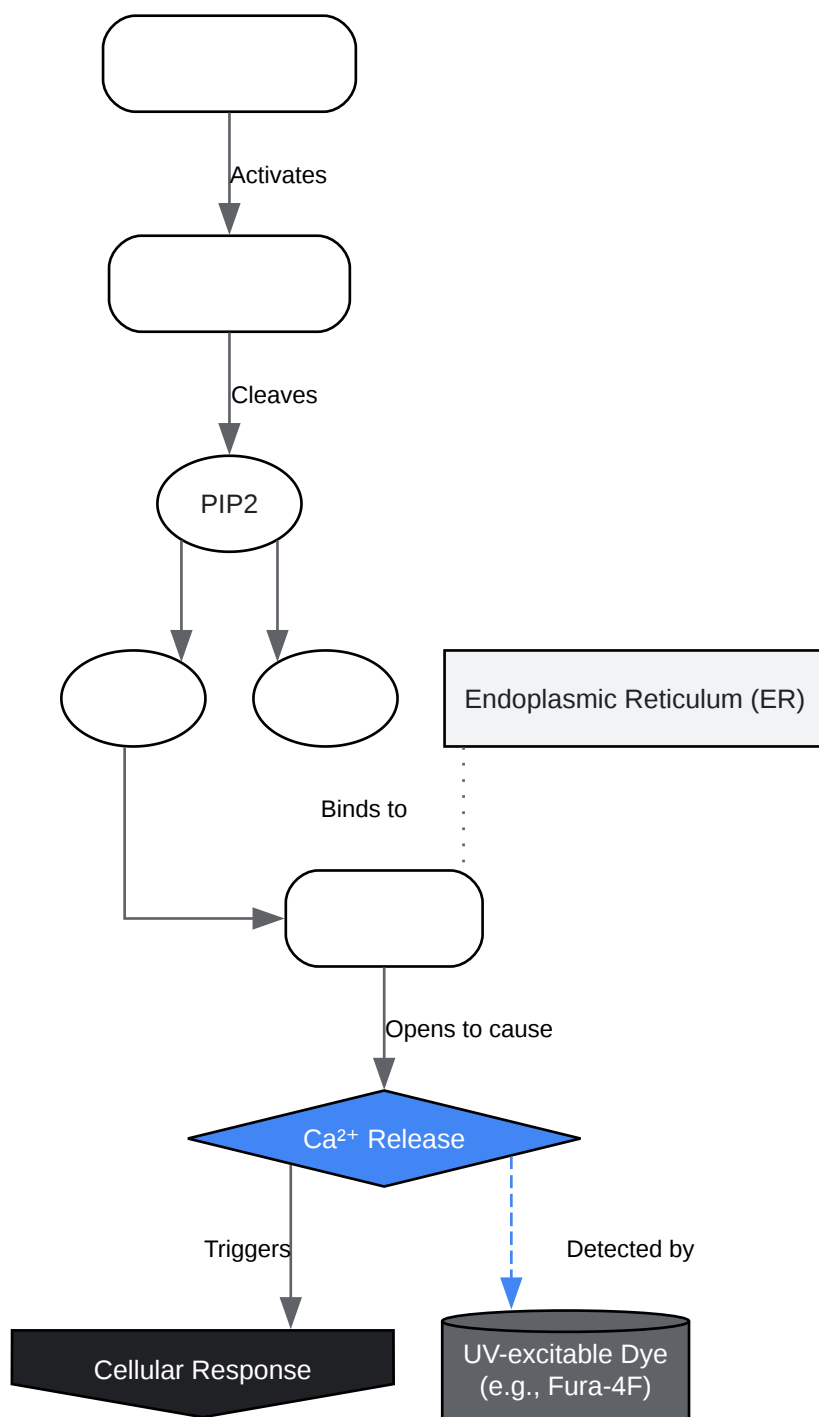 Activates
Cleaves
PIP2
Endoplasmic Reticulum (ER)
Binds to
Opens to cause
Ca²⁺ Release
Triggers
Detected by
Cellular Response
UV-excitable Dye
(e.g., Fura-4F)